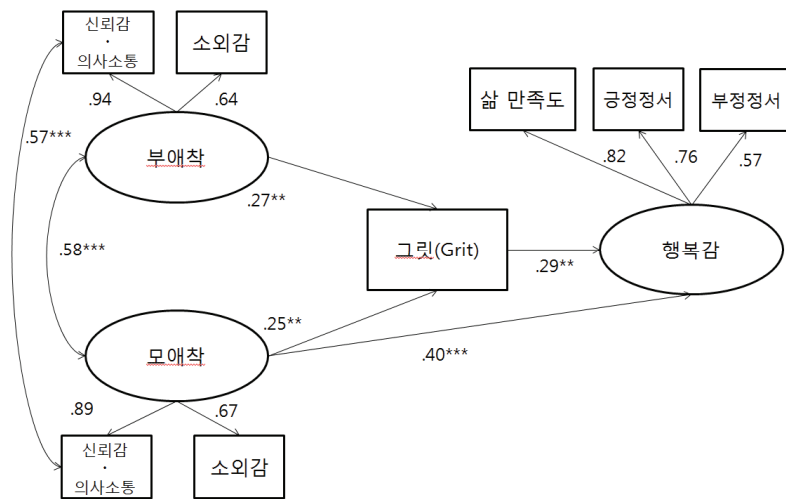 신뢰감
·
의사소통
소외감
.94
.64
.57***
부애착
.27**
.58***
삶 만족도
긍정정서
부정정서
.82
.76
.57
그릿(Grit)
.29**
행복감
.25**
모애착
.40***
.89
.67
신뢰감
·
의사소통
소외감